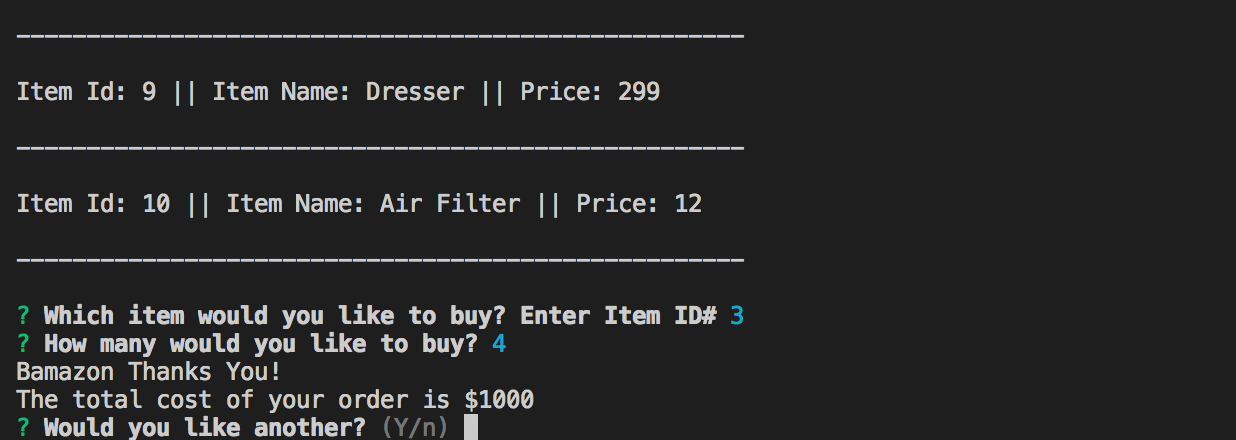 Item Id: 9 || Item Name: Dresser || Price: 299
Item Id: 10 || Item Name: Air Filter || Price: 12
? Which item would you like to buy? Enter Item ID# 3
? How many would you like to buy? 4
Bamazon Thanks You!
The total cost of your order is $1000
? Would you like another? (Y/n)